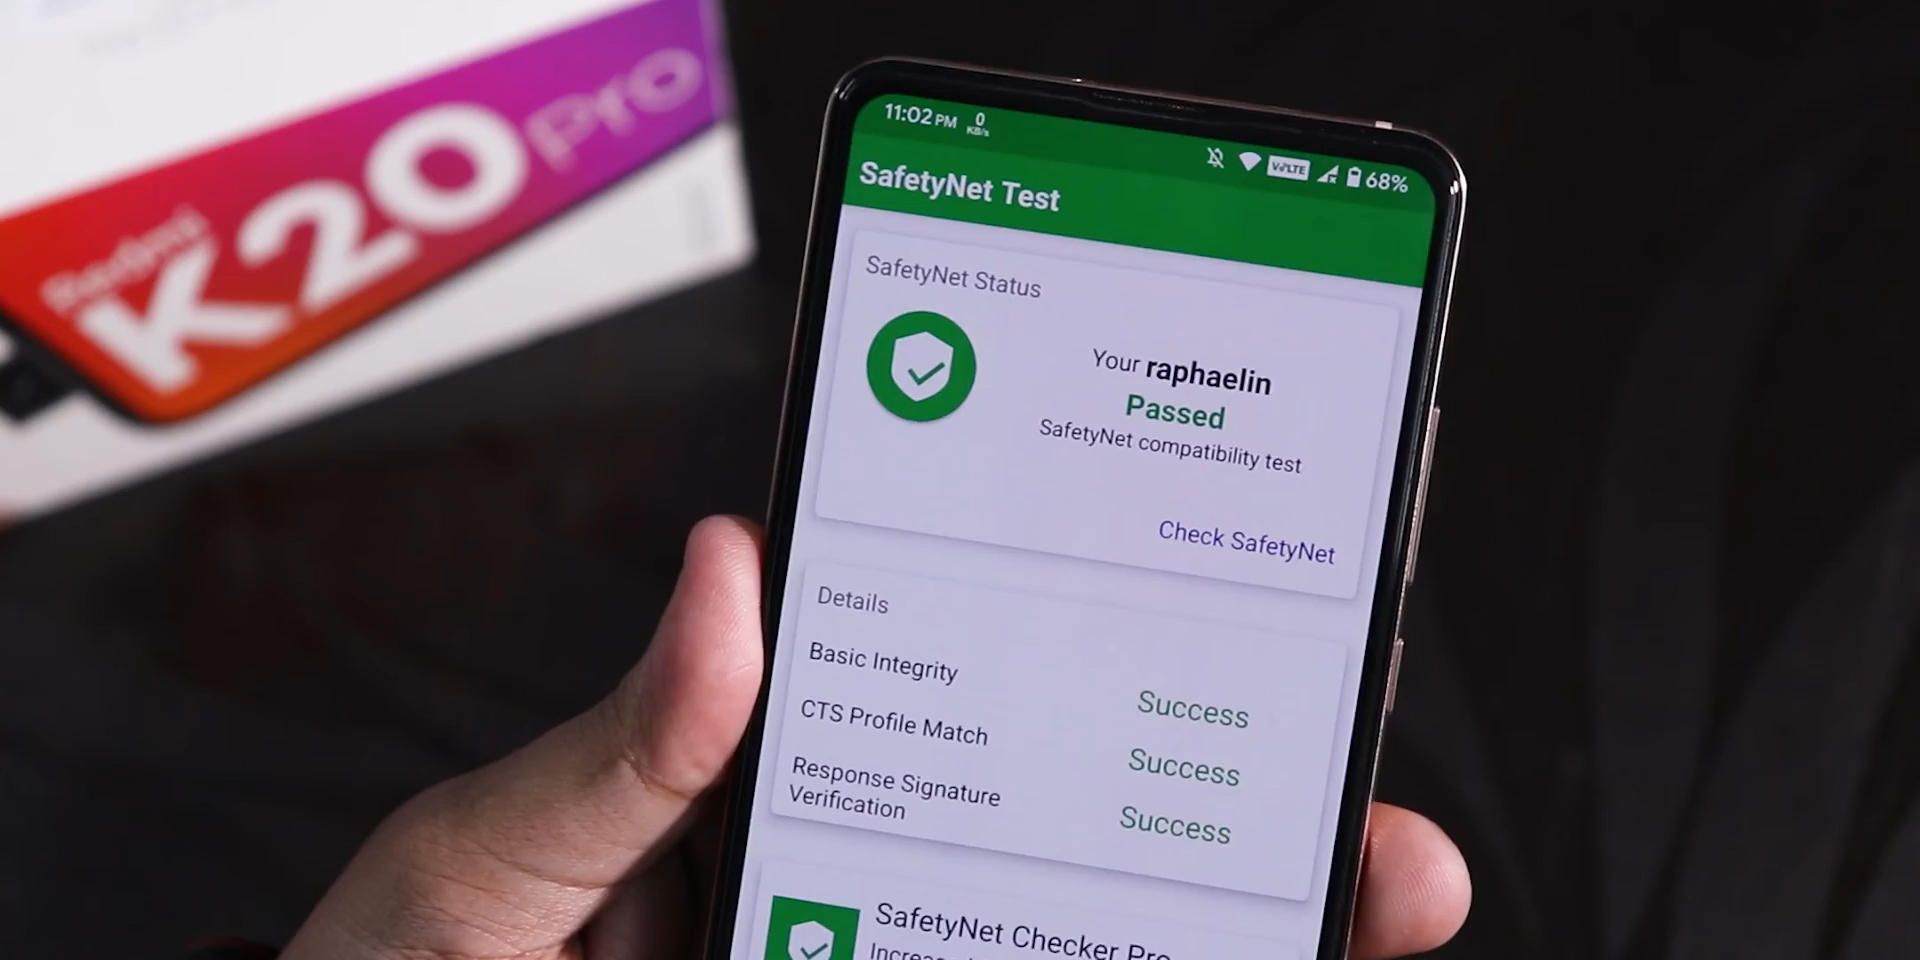 Redmi
K20 Pro
11:02 PM 0 KB/s VoLTE 68%
SafetyNet Test
SafetyNet Status
Your raphaelin
Passed
SafetyNet compatibility test
Check SafetyNet
Details
Basic Integrity Success
CTS Profile Match Success
Response Signature
Verification Success
SafetyNet Checker Pro